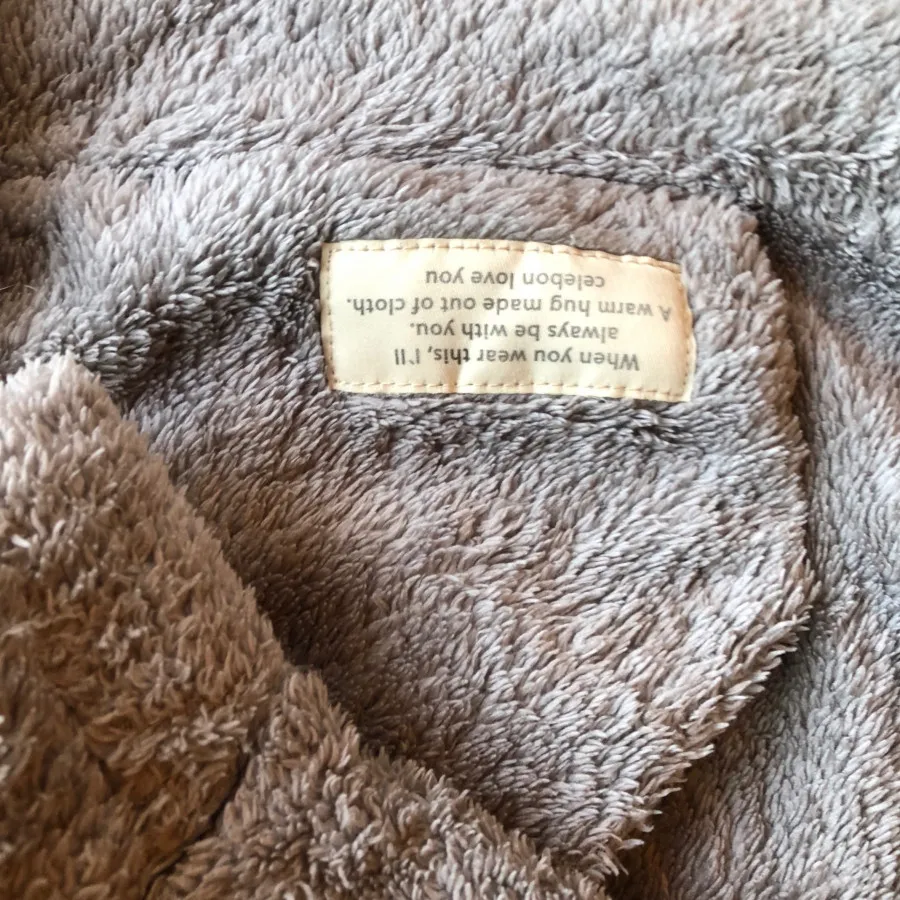 When you wear this, I'll
always be with you.
A warm hug made out of cloth.
celebon love you